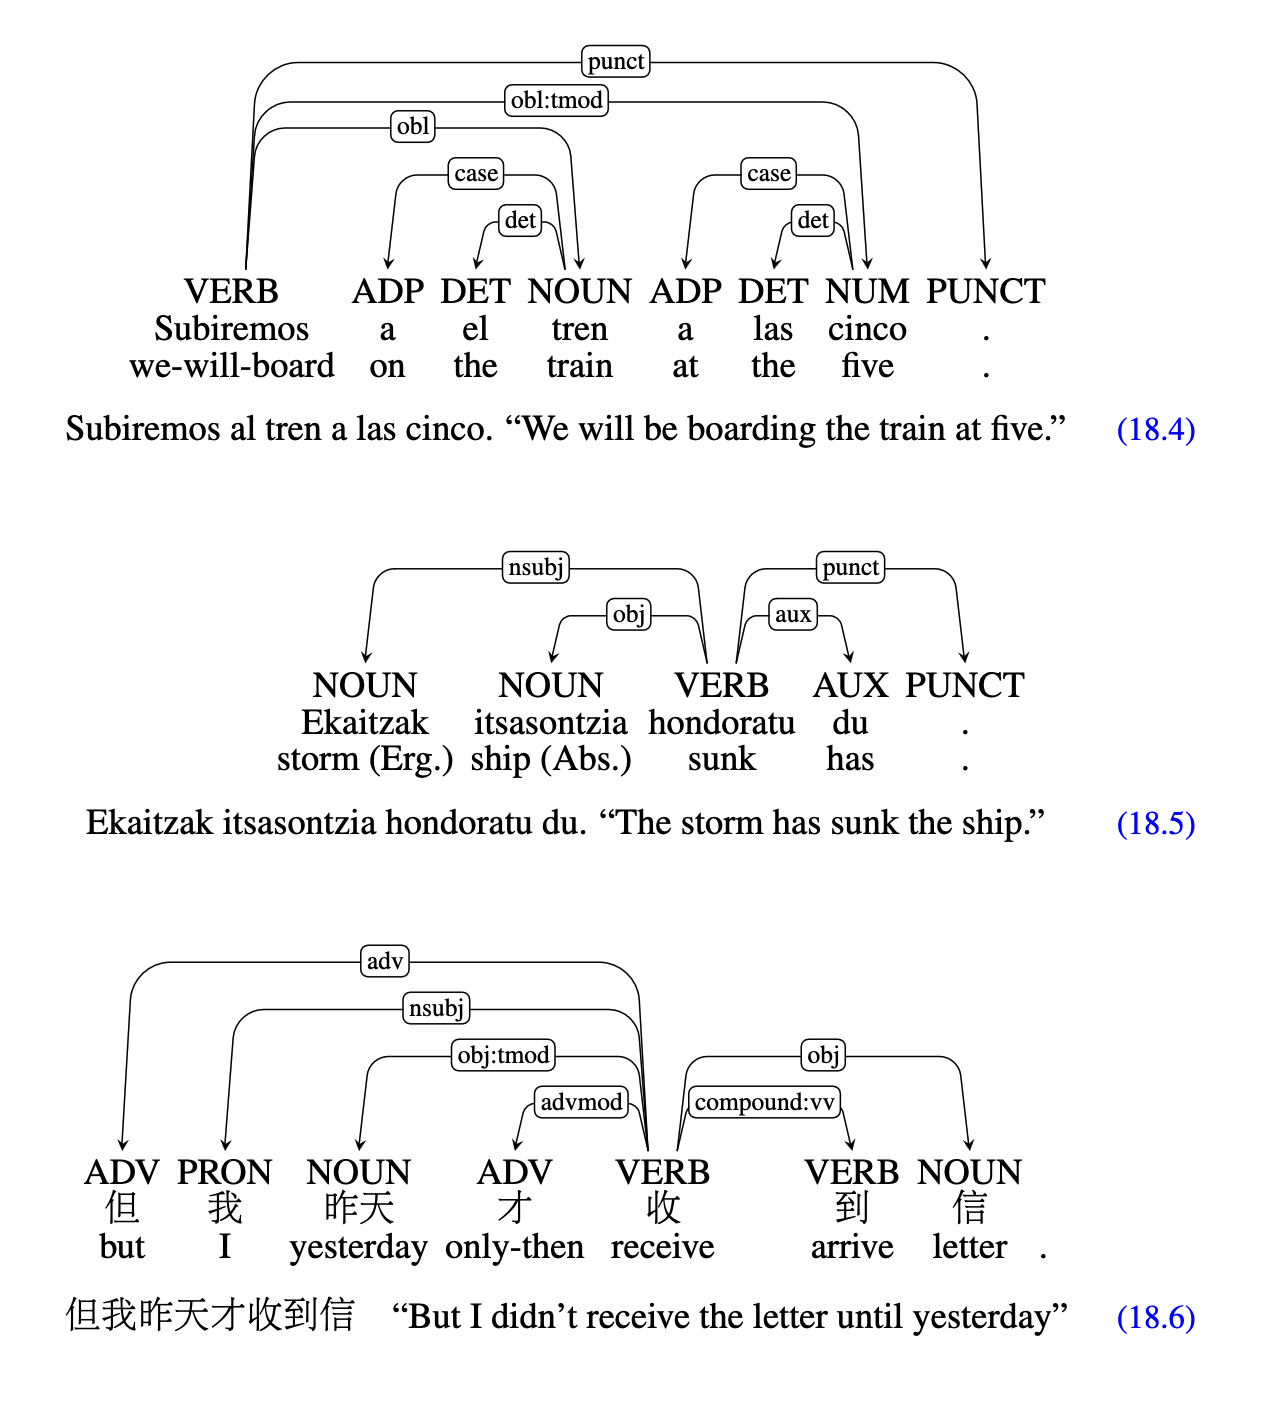 punct
obl:tmod
obl
case case
det det
VERB ADP DET NOUN ADP DET NUM PUNCT
Subiremos a el tren a las cinco .
we-will-board on the train at the five .
Subiremos al tren a las cinco. “We will be boarding the train at five.” (18.4)
nsubj punct
obj aux
NOUN NOUN VERB AUX PUNCT
Ekaitzak itsasontzia hondoratu du .
storm (Erg.) ship (Abs.) sunk has .
Ekaitzak itsasontzia hondoratu du. “The storm has sunk the ship.” (18.5)
adv
nsubj
obj:tmod obj
advmod compound:vv
ADV PRON NOUN ADV VERB VERB NOUN
但 我 昨天 才 收 到 信
but I yesterday only-then receive arrive letter .
但我昨天才收到信 “But I didn’t receive the letter until yesterday” (18.6)